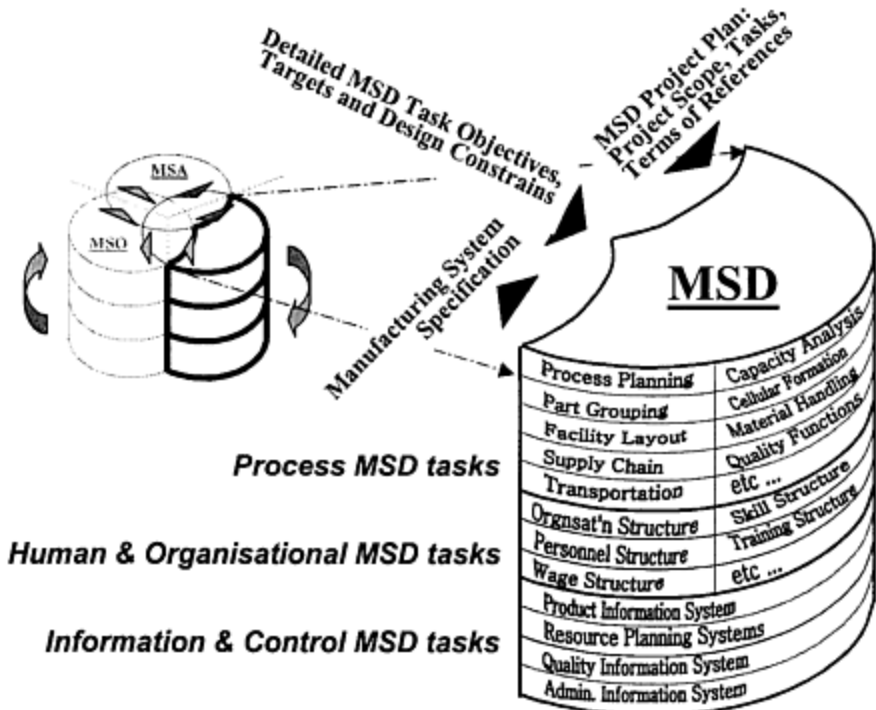 Detailed MSD Task Objectives,
Targets and Design Constrains
MSD Project Plan:
Project Scope, Tasks,
Terms of References
Manufacturing System
Specification
MSA
MSO
MSD
Process Planning
Part Grouping
Facility Layout
Supply Chain
Transportation
Capacity Analysis
Cellular Formation
Material Handling
Quality Functions
etc ...
Orgnsat'n Structure
Personnel Structure
Wage Structure
Skill Structure
Training Structure
etc ...
Product Information System
Resource Planning Systems
Quality Information System
Admin. Information System
Process MSD tasks
Human & Organisational MSD tasks
Information & Control MSD tasks